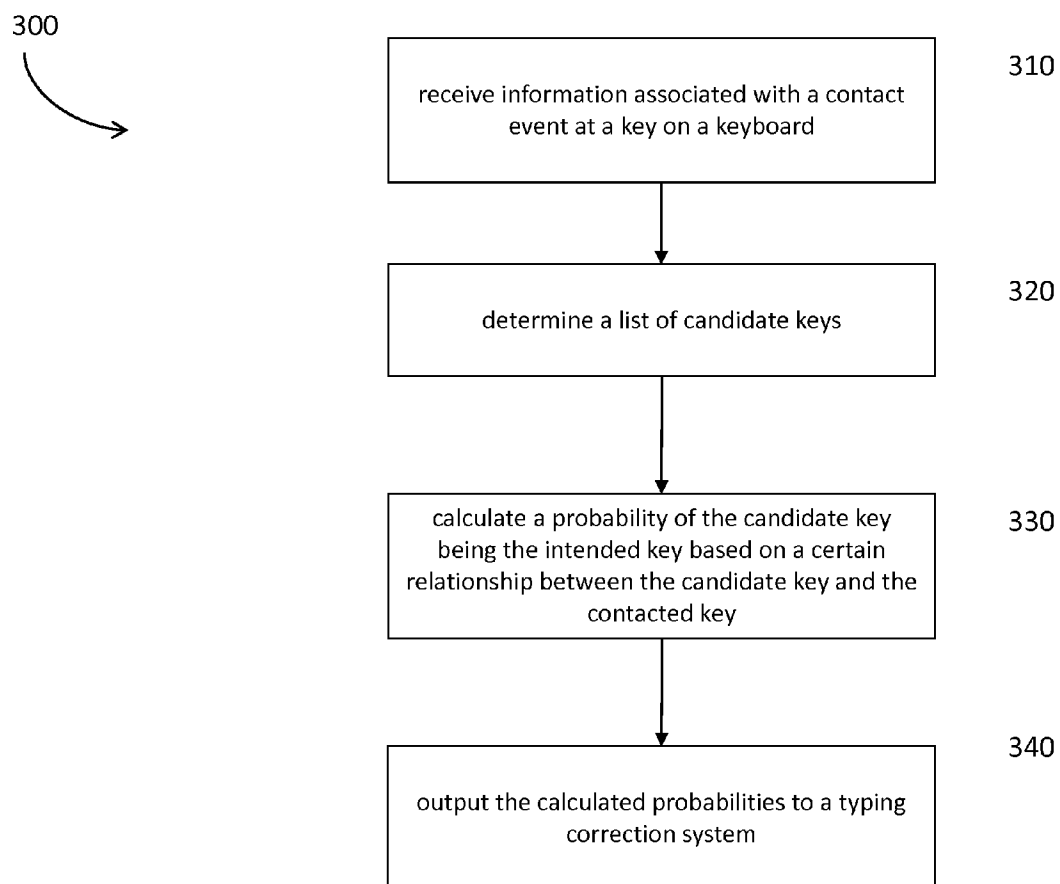 300
310
receive information associated with a contact
event at a key on a keyboard
320
determine a list of candidate keys
330
calculate a probability of the candidate key
being the intended key based on a certain
relationship between the candidate key and the
contacted key
340
output the calculated probabilities to a typing
correction system